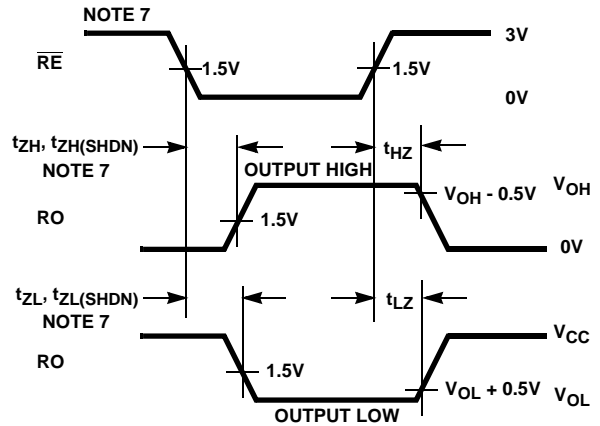 NOTE 7
RE
1.5V
1.5V
3V
0V
tZH, tZH(SHDN)
NOTE 7
OUTPUT HIGH
tHZ
RO
1.5V
VOH - 0.5V
VOH
0V
tZL, tZL(SHDN)
NOTE 7
tLZ
RO
1.5V
OUTPUT LOW
VCC
VOL + 0.5V
VOL